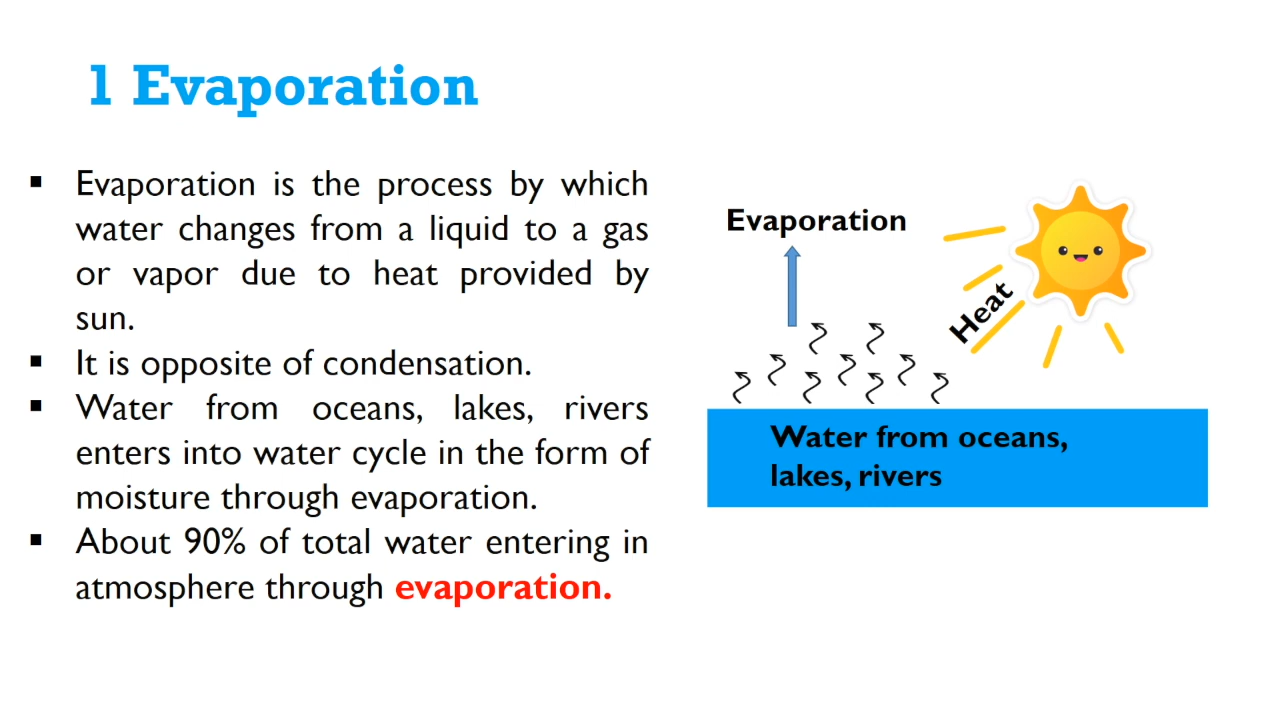 1 Evaporation
▪ Evaporation is the process by which
water changes from a liquid to a gas
or vapor due to heat provided by
sun.
▪ It is opposite of condensation.
▪ Water from oceans, lakes, rivers
enters into water cycle in the form of
moisture through evaporation.
▪ About 90% of total water entering in
atmosphere through evaporation.
Evaporation
Heat
Water from oceans,
lakes, rivers